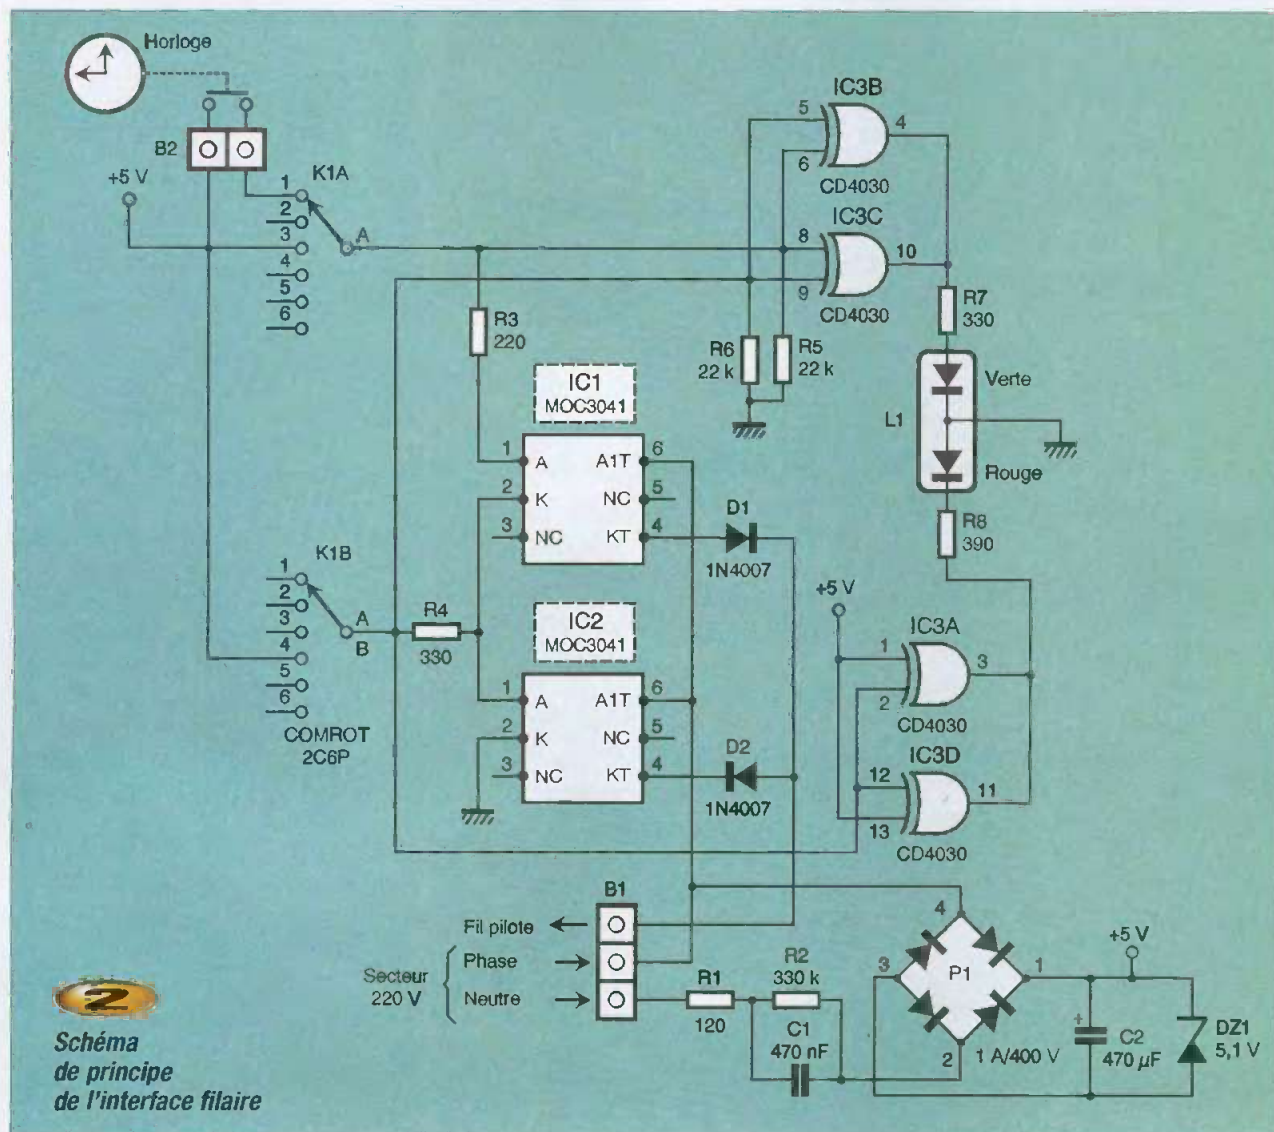 Horloge
B2
+5 V
K1A
1
2
3
4
5
6
A
IC3B
5
6
4
CD4030
IC3C
8
9
10
CD4030
R3
220
R6
22 k
R5
22 k
R7
330
L1
Verte
Rouge
R8
390
IC1
MOC3041
1
2
3
A
K
NC
A1T
NC
KT
6
5
4
D1
1N4007
K1B
1
2
3
4
5
6
A
B
COMROT
2C6P
R4
330
IC2
MOC3041
1
2
3
A
K
NC
A1T
NC
KT
6
5
4
D2
1N4007
+5 V
IC3A
1
2
3
CD4030
IC3D
12
13
11
CD4030
B1
Fil pilote
Phase
Neutre
Secteur
220 V
R1
120
R2
330 k
C1
470 nF
4
3
P1
1
2
1 A/400 V
+5 V
+
C2
470 µF
DZ1
5,1 V
2
Schéma
de principe
de l'interface filaire